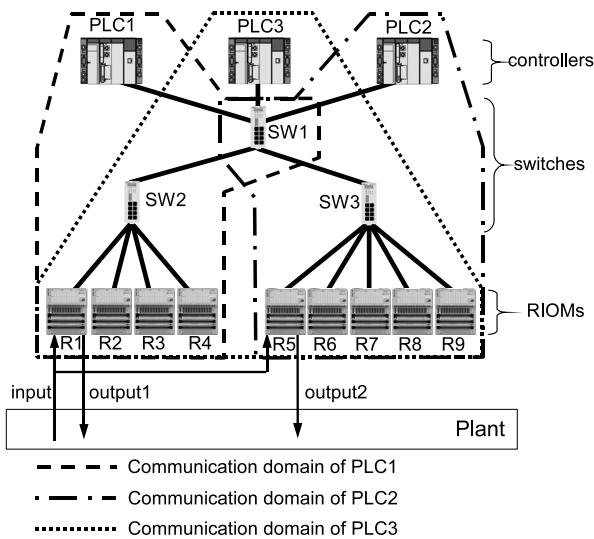 PLC1
PLC3
PLC2
controllers
SW1
switches
SW2
SW3
RIOMs
R1 R2 R3 R4 R5 R6 R7 R8 R9
input output1 output2
Plant
Communication domain of PLC1
Communication domain of PLC2
Communication domain of PLC3